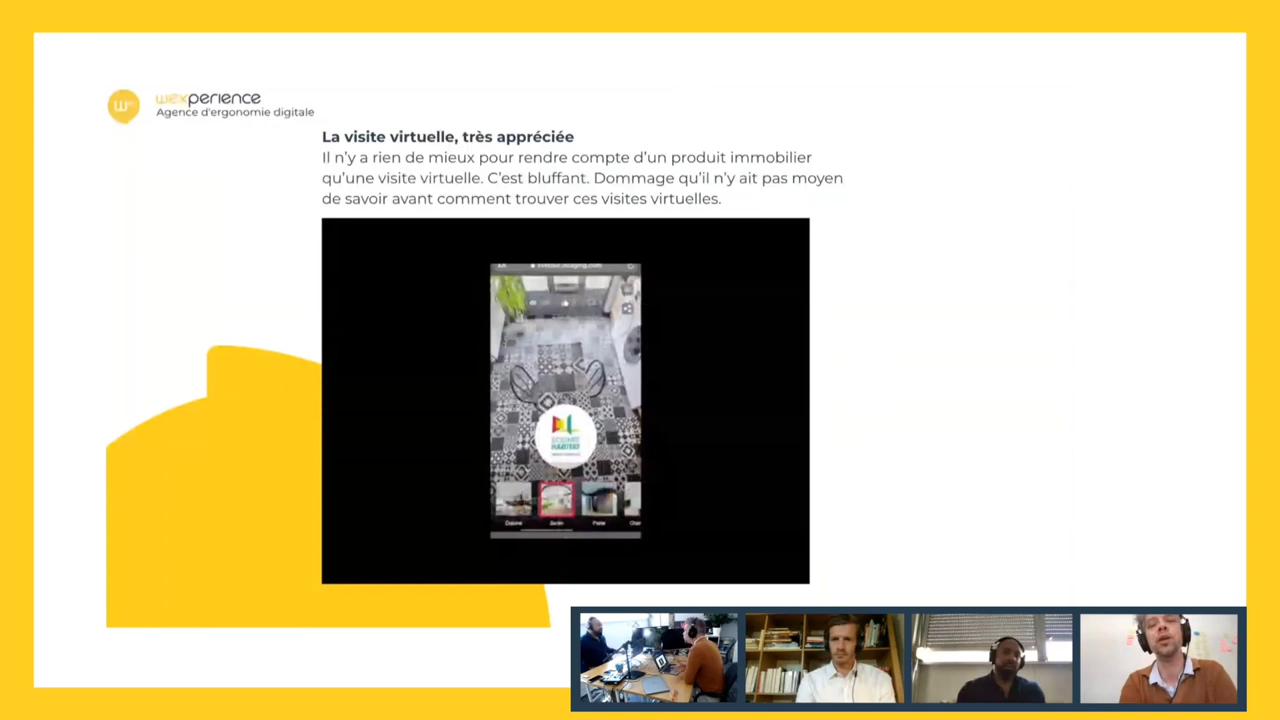 wexperience
Agence d'ergonomie digitale
La visite virtuelle, très appréciée
Il n'y a rien de mieux pour rendre compte d'un produit immobilier
qu'une visite virtuelle. C'est bluffant. Dommage qu'il n'y ait pas moyen
de savoir avant comment trouver ces visites virtuelles.
SQUARE
HABITAT